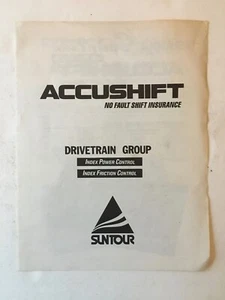 ACCUSHIFT
NO FAULT SHIFT INSURANCE
DRIVETRAIN GROUP
INDEX POWER CONTROL
INDEX FRICTION CONTROL
SUNTOUR